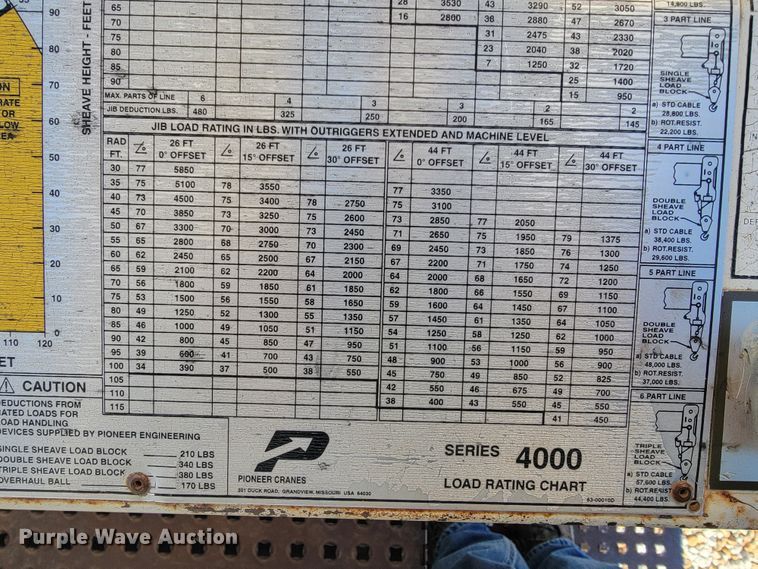 90
80
70
60
50
40
30
20
10
0
110 120
SHEAVE HEIGHT - FEET
65 28 3530 43 3290 52 3050
70 16 2800 36 2880 47 2670
75 31 2475 43 2330
80 23 2040 38 2020
85 7 1250 32 1720
90 25 1400
15 950
MAX. PARTS OF LINE 6 4 3 3 2 2
JIB DEDUCTION LBS. 480 325 250 200 165 145
JIB LOAD RATING IN LBS. WITH OUTRIGGERS EXTENDED AND MACHINE LEVEL
RAD FT. 26 FT 0° OFFSET 26 FT 15° OFFSET 26 FT 30° OFFSET 44 FT 0° OFFSET 44 FT 15° OFFSET 44 FT 30° OFFSET
30 77 5850
35 75 5100 78 3550 77 3350
40 73 4500 75 3400 78 2750 75 3100
45 70 3850 73 3250 75 2600 73 2850 77 2050
50 67 3300 70 3000 73 2450 71 2650 75 1950 79 1375
55 65 2800 68 2750 70 2300 69 2450 73 1850 76 1300
60 62 2450 65 2500 67 2150 67 2200 71 1750 74 1250
65 59 2100 62 2200 64 2000 64 2000 68 1650 72 1200
70 56 1800 59 1850 61 1850 62 1800 66 1550 69 1150
75 53 1500 55 1550 58 1650 59 1600 64 1450 67 1100
80 49 1250 52 1300 55 1350 57 1450 61 1350 64 1050
85 46 1000 49 1050 51 1150 54 1250 58 1250 62 1000
90 42 800 45 850 47 950 51 1100 56 1150 59 950
95 39 600 41 700 43 750 48 900 53 1000 56 900
100 34 390 37 500 38 550 45 750 49 850 52 825
105 42 550 46 675 49 700
110 38 400 43 550 45 550
115 41 450
14,800 LBS.
3 PART LINE
SINGLE
SHEAVE
LOAD
BLOCK
a) STD CABLE
28,800 LBS.
b) ROT.RESIST.
22,200 LBS.
4 PART LINE
DOUBLE
SHEAVE
LOAD
BLOCK
a) STD CABLE
38,400 LBS.
b) ROT.RESIST.
29,600 LBS.
5 PART LINE
DOUBLE
SHEAVE
LOAD
BLOCK
a) STD CABLE
48,000 LBS.
b) ROT.RESIST.
37,000 LBS.
6 PART LINE
TRIPLE
SHEAVE
LOAD
BLOCK
a) STD CABLE
57,600 LBS.
b) ROT.RESIST
44,400 LBS.
CAUTION
DEDUCTIONS FROM
LOADS FOR
LOAD HANDLING
DEVICES SUPPLIED BY PIONEER ENGINEERING
SINGLE SHEAVE LOAD BLOCK 210 LBS
DOUBLE SHEAVE LOAD BLOCK 340 LBS
TRIPLE SHEAVE LOAD BLOCK 380 LBS
OVERHAUL BALL 170 LBS
P
PIONEER CRANES
201 DUCK ROAD, GRANDVIEW, MISSOURI USA 64030
SERIES 4000
LOAD RATING CHART
Purple Wave Auction